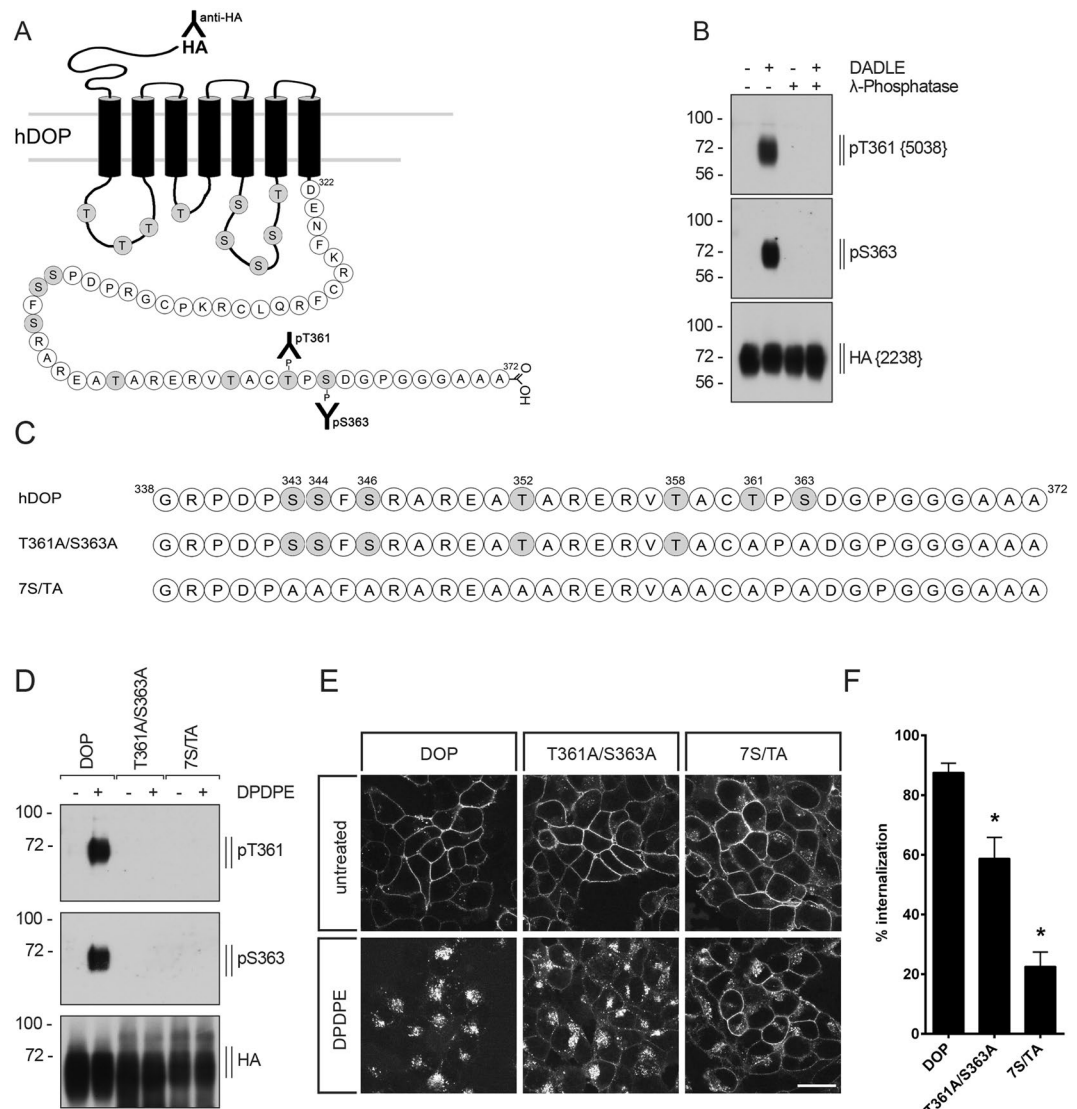 A
anti-HA
HA
hDOP
T T T T S S S S T
322
D E N F K R C F R Q L C R K P C G R P D P S S F S R A R E A T A R E R V T A C T P S D G P G G G A A A
372
O
HO
pT361
P
P
pS363
B
- + - + DADLE
- - + + λ-Phosphatase
100 -
72 - pT361 {5038}
56 -
100 -
72 - pS363
56 -
100 -
72 - HA {2238}
56 -
C
343 344 346 352 358 361 363
hDOP 338 G R P D P S S F S R A R E A T A R E R V T A C T P S D G P G G G A A A 372
T361A/S363A G R P D P S S F S R A R E A T A R E R V T A C A P A D G P G G G A A A
7S/TA G R P D P A A F A R A R E A A A R E R V A A C A P A D G P G G G A A A
D
DOP T361A/S363A 7S/TA
- + - + - + DPDPE
100 -
72 - pT361
100 -
72 - pS363
100 -
72 - HA
E
DOP T361A/S363A 7S/TA
untreated
DPDPE
F
% internalization
100
80
60
40
20
0
*
*
DOP T361A/S363A 7S/TA